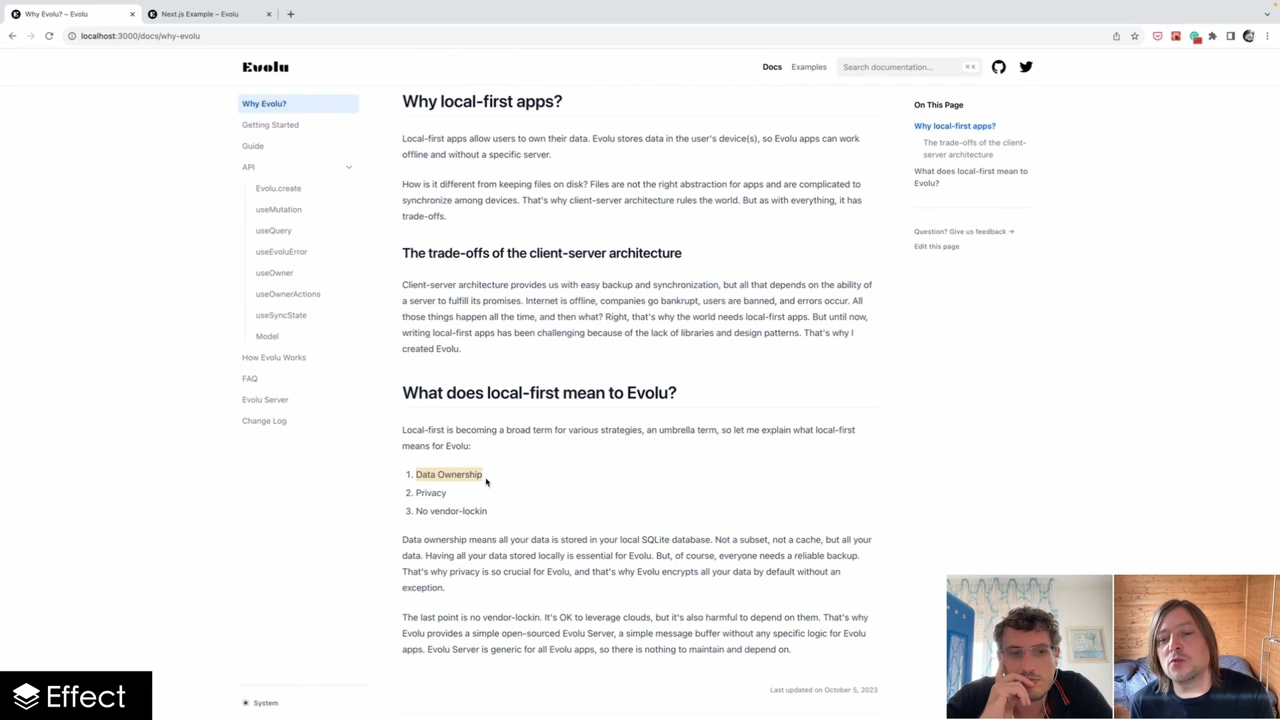 Why Evolu? – Evolu
Next.js Example – Evolu
localhost:3000/docs/why-evolu
Evolu
Docs
Examples
Search documentation...
⌘ K
Why Evolu?
Getting Started
Guide
API
Evolu.create
useMutation
useQuery
useEvoluError
useOwner
useOwnerActions
useSyncState
Model
How Evolu Works
FAQ
Evolu Server
Change Log
System
Why local-first apps?
Local-first apps allow users to own their data. Evolu stores data in the user's device(s), so Evolu apps can work
offline and without a specific server.
How is it different from keeping files on disk? Files are not the right abstraction for apps and are complicated to
synchronize among devices. That's why client-server architecture rules the world. But as with everything, it has
trade-offs.
The trade-offs of the client-server architecture
Client-server architecture provides us with easy backup and synchronization, but all that depends on the ability of
a server to fulfill its promises. Internet is offline, companies go bankrupt, users are banned, and errors occur. All
those things happen all the time, and then what? Right, that's why the world needs local-first apps. But until now,
writing local-first apps has been challenging because of the lack of libraries and design patterns. That's why I
created Evolu.
What does local-first mean to Evolu?
Local-first is becoming a broad term for various strategies, an umbrella term, so let me explain what local-first
means for Evolu:
1. Data Ownership
2. Privacy
3. No vendor-lockin
Data ownership means all your data is stored in your local SQLite database. Not a subset, not a cache, but all your
data. Having all your data stored locally is essential for Evolu. But, of course, everyone needs a reliable backup.
That's why privacy is so crucial for Evolu, and that's why Evolu encrypts all your data by default without an
exception.
The last point is no vendor-lockin. It's OK to leverage clouds, but it's also harmful to depend on them. That's why
Evolu provides a simple open-sourced Evolu Server, a simple message buffer without any specific logic for Evolu
apps. Evolu Server is generic for all Evolu apps, so there is nothing to maintain and depend on.
Last updated on October 5, 2023
On This Page
Why local-first apps?
The trade-offs of the client-
server architecture
What does local-first mean to
Evolu?
Question? Give us feedback →
Edit this page
Effect